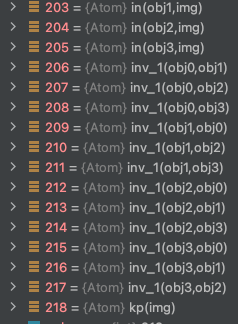 203 = {Atom} in(obj1,img)
204 = {Atom} in(obj2,img)
205 = {Atom} in(obj3,img)
206 = {Atom} inv_1(obj0,obj1)
207 = {Atom} inv_1(obj0,obj2)
208 = {Atom} inv_1(obj0,obj3)
209 = {Atom} inv_1(obj1,obj0)
210 = {Atom} inv_1(obj1,obj2)
211 = {Atom} inv_1(obj1,obj3)
212 = {Atom} inv_1(obj2,obj0)
213 = {Atom} inv_1(obj2,obj1)
214 = {Atom} inv_1(obj2,obj3)
215 = {Atom} inv_1(obj3,obj0)
216 = {Atom} inv_1(obj3,obj1)
217 = {Atom} inv_1(obj3,obj2)
218 = {Atom} kp(img)